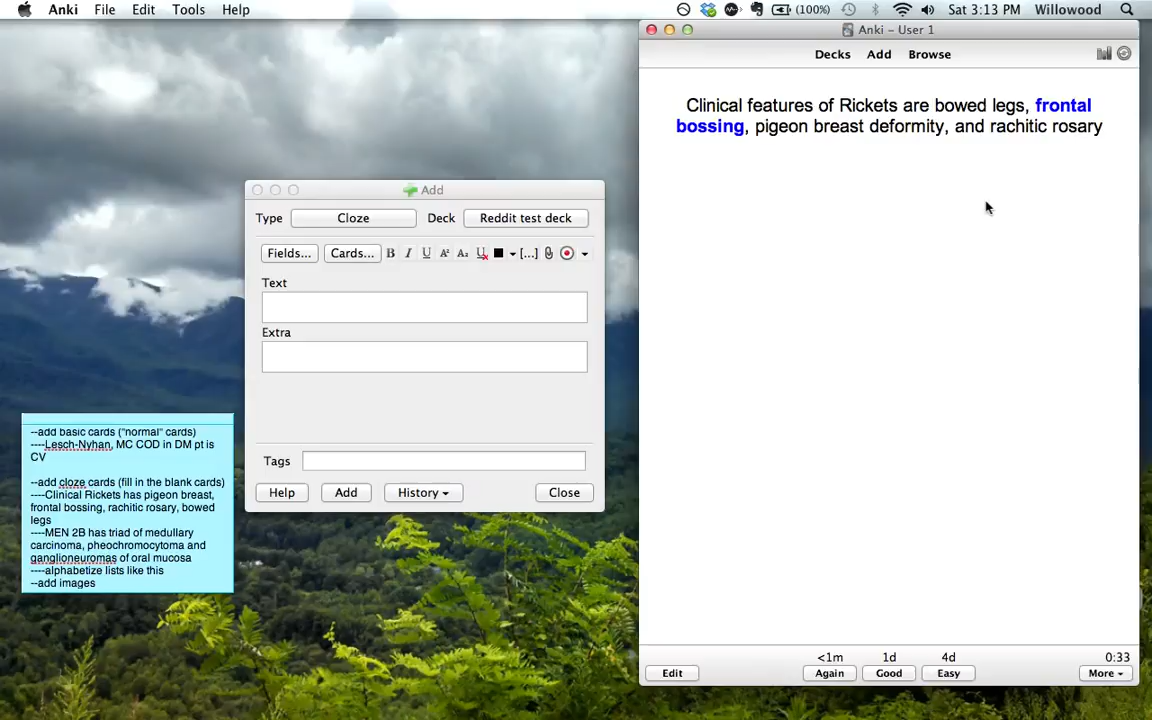 Anki File Edit Tools Help (100%) Sat 3:13 PM Willowood
Anki – User 1
Decks Add Browse
Clinical features of Rickets are bowed legs, frontal
bossing, pigeon breast deformity, and rachitic rosary
Add
Type Cloze Deck Reddit test deck
Fields... Cards... B I U A² A₂ U [...]
Text
Extra
Tags
Help Add History Close
--add basic cards ("normal" cards)
----Lesch-Nyhan, MC COD in DM pt is
CV
--add cloze cards (fill in the blank cards)
----Clinical Rickets has pigeon breast,
frontal bossing, rachitic rosary, bowed
legs
----MEN 2B has triad of medullary
carcinoma, pheochromocytoma and
ganglioneuromas of oral mucosa
----alphabetize lists like this
--add images
<1m 1d 4d 0:33
Edit Again Good Easy More